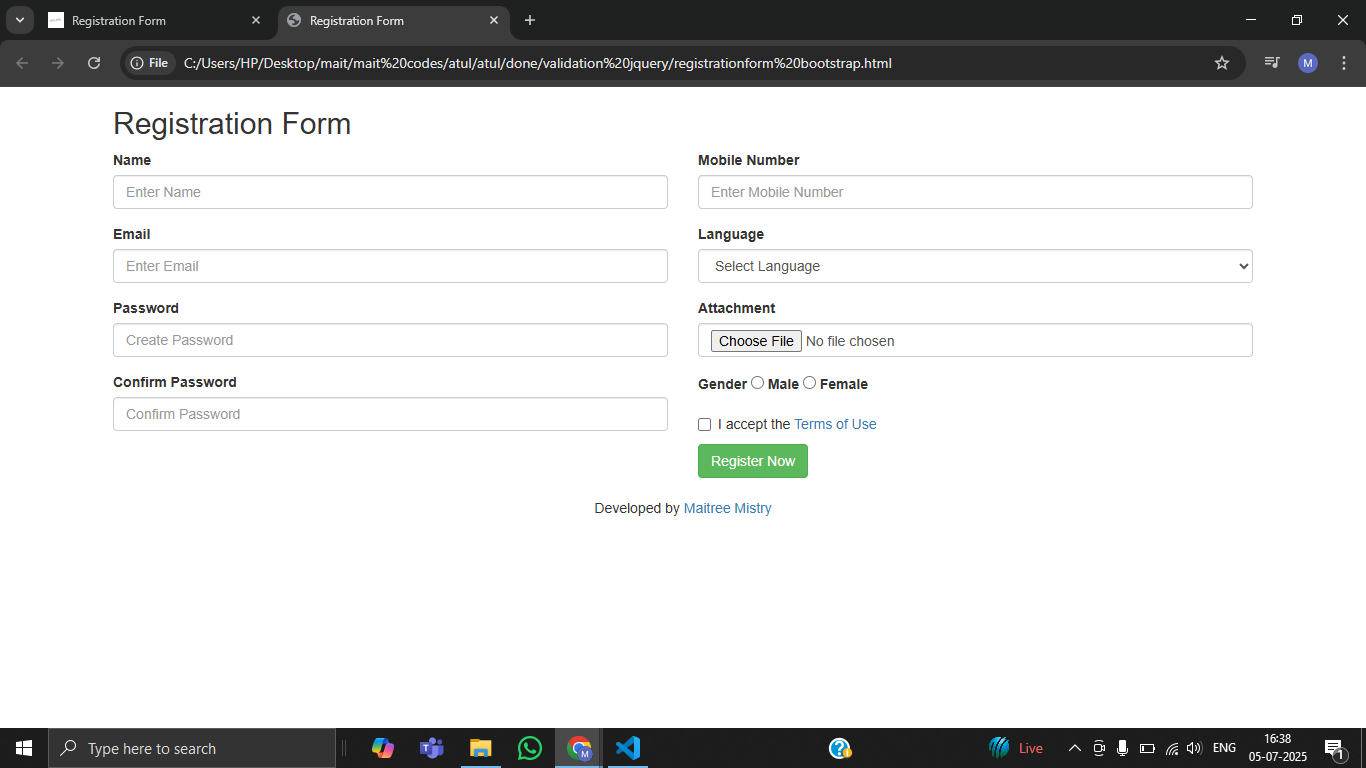 Registration Form
Registration Form
File C:/Users/HP/Desktop/mait/mait%20codes/atul/atul/done/validation%20jquery/registrationform%20bootstrap.html
M
Registration Form
Name
Enter Name
Mobile Number
Enter Mobile Number
Email
Enter Email
Language
Select Language
Password
Create Password
Attachment
Choose File No file chosen
Confirm Password
Confirm Password
Gender Male Female
I accept the Terms of Use
Register Now
Developed by Maitree Mistry
Type here to search
M
Live
ENG
16:38
05-07-2025
1